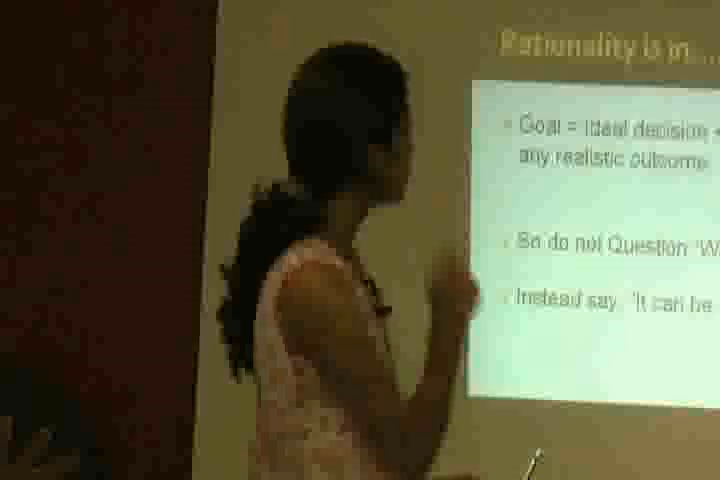 Rationality is in ...
Goal = Ideal decision
any realistic outcome
So do not Question
Instead say, 'It can be